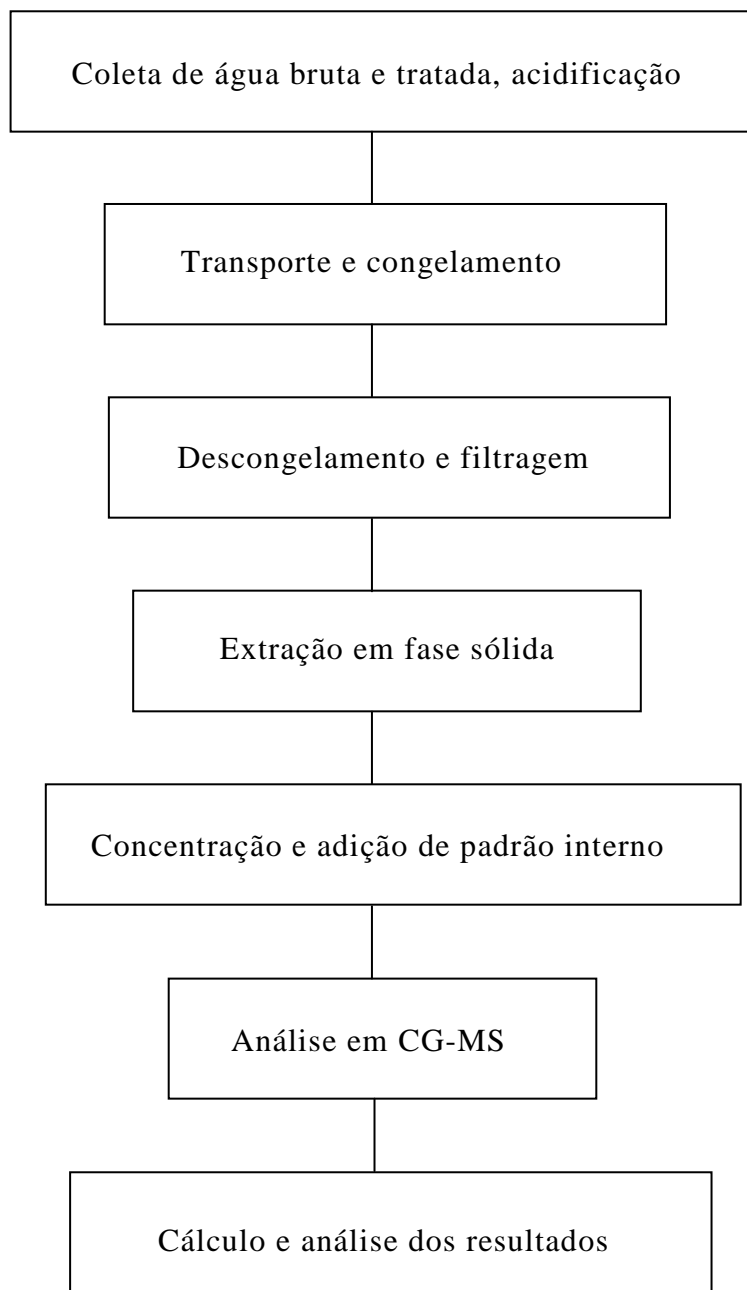 Coleta de água bruta e tratada, acidificação
Transporte e congelamento
Descongelamento e filtragem
Extração em fase sólida
Concentração e adição de padrão interno
Análise em CG-MS
Cálculo e análise dos resultados